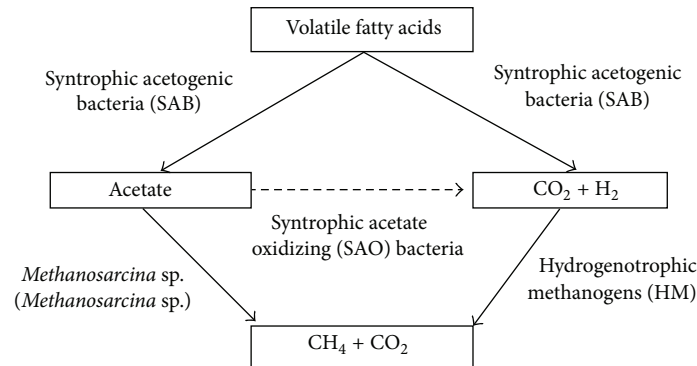 Volatile fatty acids
Syntrophic acetogenic
bacteria (SAB)
Syntrophic acetogenic
bacteria (SAB)
Acetate
CO₂ + H₂
Syntrophic acetate
oxidizing (SAO) bacteria
Methanosarcina sp.
(Methanosarcina sp.)
Hydrogenotrophic
methanogens (HM)
CH₄ + CO₂